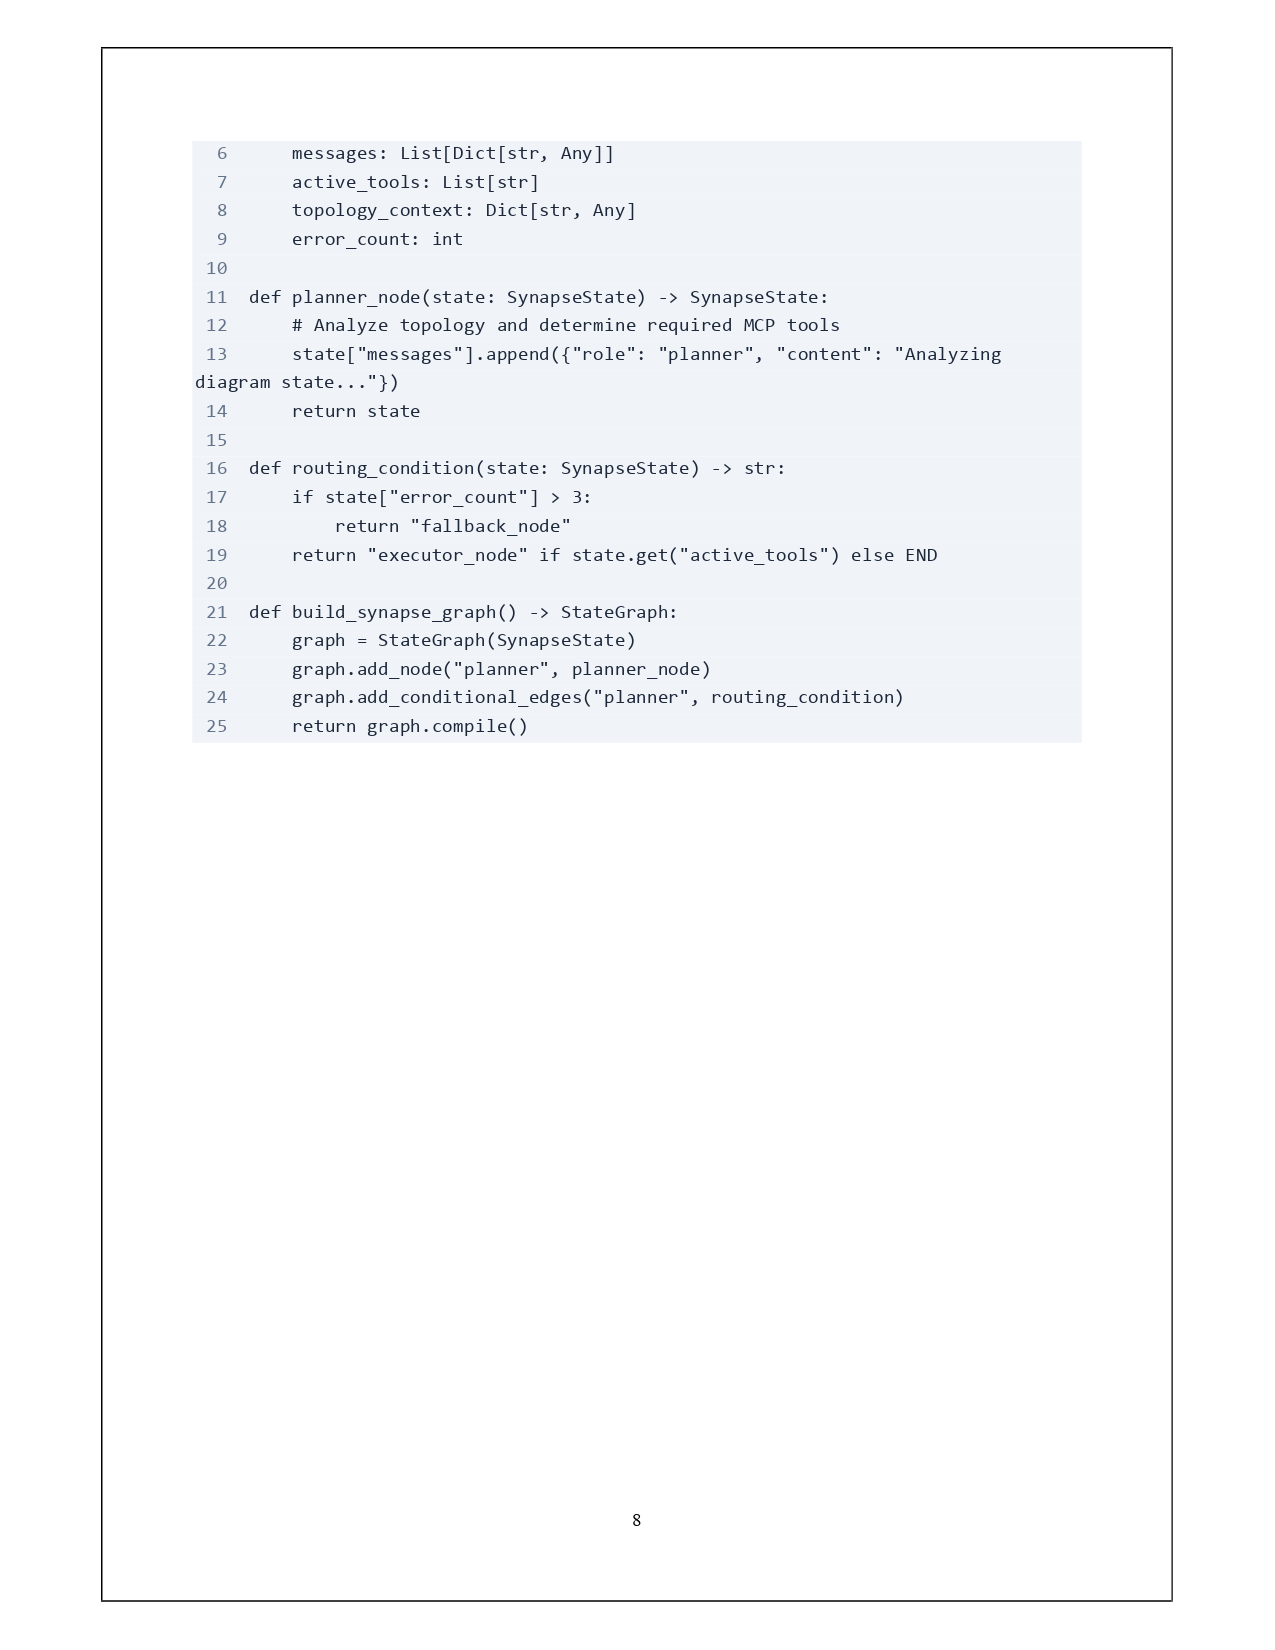 6      messages: List[Dict[str, Any]]
7      active_tools: List[str]
8      topology_context: Dict[str, Any]
9      error_count: int
10
11  def planner_node(state: SynapseState) -> SynapseState:
12      # Analyze topology and determine required MCP tools
13      state["messages"].append({"role": "planner", "content": "Analyzing
diagram state..."})
14      return state
15
16  def routing_condition(state: SynapseState) -> str:
17      if state["error_count"] > 3:
18          return "fallback_node"
19      return "executor_node" if state.get("active_tools") else END
20
21  def build_synapse_graph() -> StateGraph:
22      graph = StateGraph(SynapseState)
23      graph.add_node("planner", planner_node)
24      graph.add_conditional_edges("planner", routing_condition)
25      return graph.compile()
8